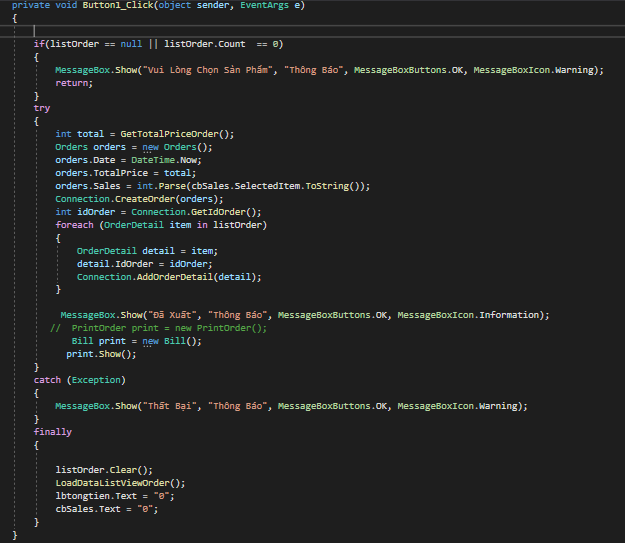 private void Button1_Click(object sender, EventArgs e)
{
if(listOrder == null || listOrder.Count  == 0)
{
MessageBox.Show("Vui Lòng Chọn Sản Phẩm", "Thông Báo", MessageBoxButtons.OK, MessageBoxIcon.Warning);
return;
}
try
{
int total = GetTotalPriceOrder();
Orders orders = new Orders();
orders.Date = DateTime.Now;
orders.TotalPrice = total;
orders.Sales = int.Parse(cbSales.SelectedItem.ToString());
Connection.CreateOrder(orders);
int idOrder = Connection.GetIdOrder();
foreach (OrderDetail item in listOrder)
{
OrderDetail detail = item;
detail.IdOrder = idOrder;
Connection.AddOrderDetail(detail);
}
MessageBox.Show("Đã Xuất", "Thông Báo", MessageBoxButtons.OK, MessageBoxIcon.Information);
//  PrintOrder print = new PrintOrder();
Bill print = new Bill();
print.Show();
}
catch (Exception)
{
MessageBox.Show("Thất Bại", "Thông Báo", MessageBoxButtons.OK, MessageBoxIcon.Warning);
}
finally
{
listOrder.Clear();
LoadDataListViewOrder();
lbtongtien.Text = "0";
cbSales.Text = "0";
}
}